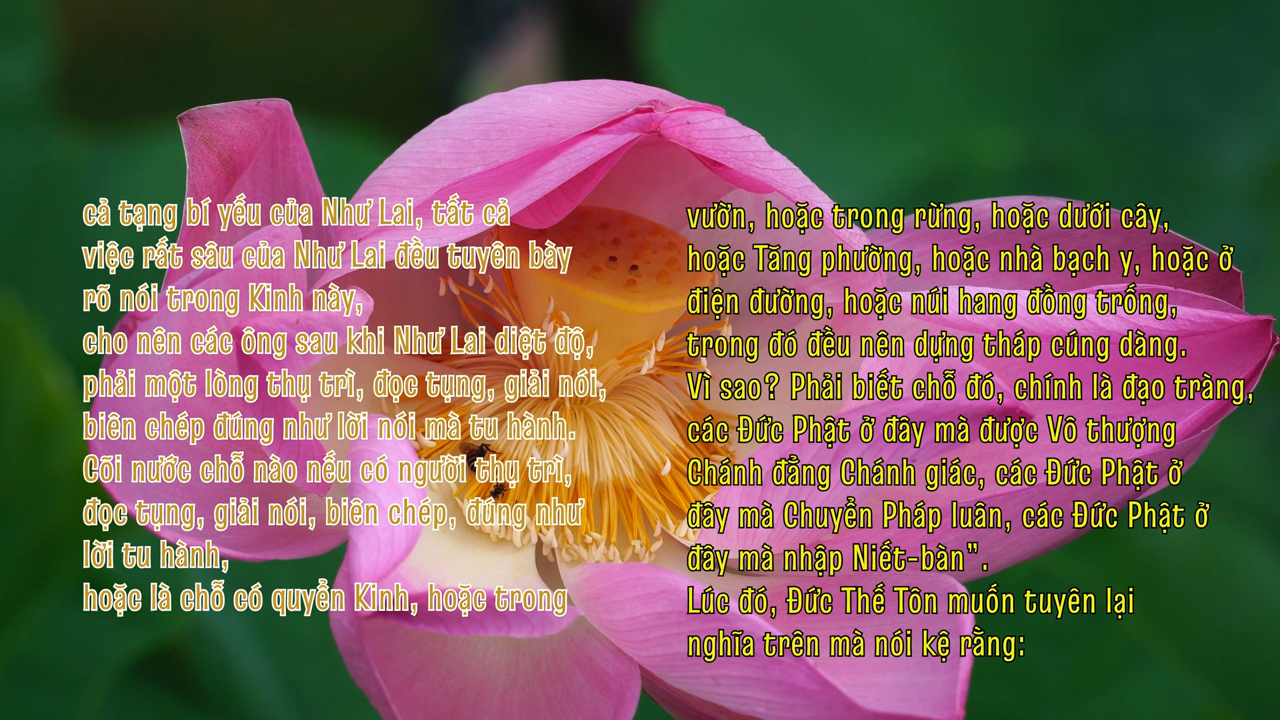 cả tạng bí yếu của Như Lai, tất cả
việc rất sâu của Như Lai đều tuyên bày
rõ nói trong Kinh này,
cho nên các ông sau khi Như Lai diệt độ,
phải một lòng thụ trì, đọc tụng, giải nói,
biên chép đúng như lời nói mà tu hành.
Cõi nước chỗ nào nếu có người thụ trì,
đọc tụng, giải nói, biên chép, đúng như
lời tu hành,
hoặc là chỗ có quyển Kinh, hoặc trong
vườn, hoặc trong rừng, hoặc dưới cây,
hoặc Tăng phường, hoặc nhà bạch y, hoặc ở
điện đường, hoặc núi hang đồng trống,
trong đó đều nên dựng tháp cúng dàng.
Vì sao? Phải biết chỗ đó, chính là đạo tràng,
các Đức Phật ở đây mà được Vô thượng
Chánh đẳng Chánh giác, các Đức Phật ở
đây mà Chuyển Pháp luân, các Đức Phật ở
đây mà nhập Niết-bàn”.
Lúc đó, Đức Thế Tôn muốn tuyên lại
nghĩa trên mà nói kệ rằng: